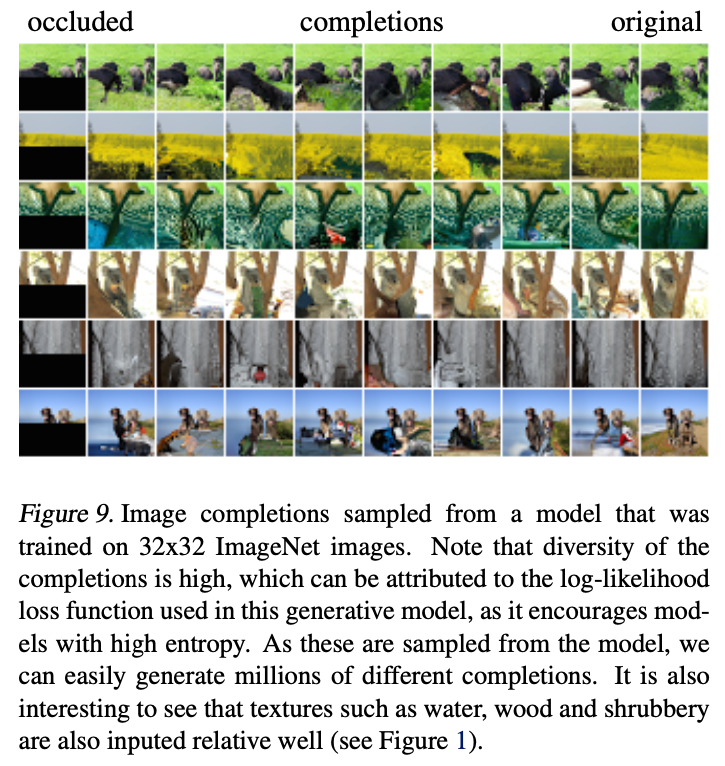 occluded completions original
Figure 9. Image completions sampled from a model that was
trained on 32x32 ImageNet images. Note that diversity of the
completions is high, which can be attributed to the log-likelihood
loss function used in this generative model, as it encourages mod-
els with high entropy. As these are sampled from the model, we
can easily generate millions of different completions. It is also
interesting to see that textures such as water, wood and shrubbery
are also inputed relative well (see Figure 1).